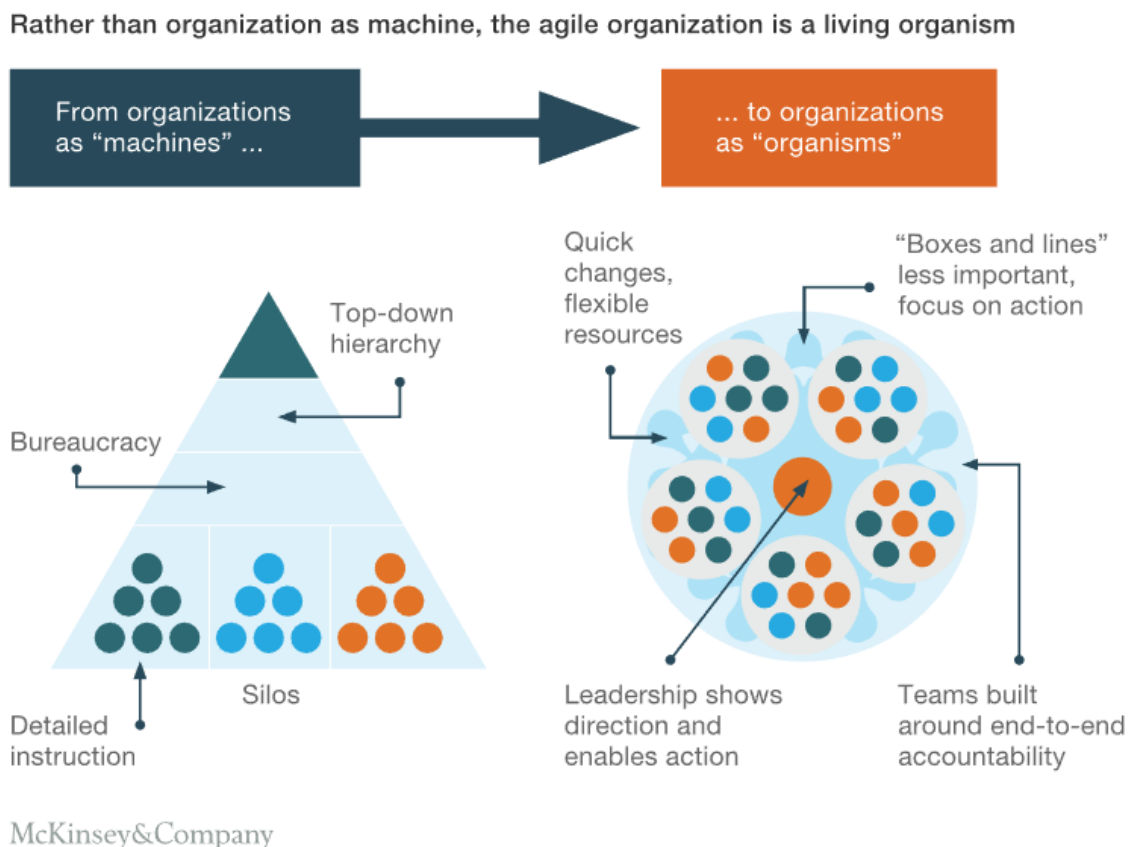 Rather than organization as machine, the agile organization is a living organism
From organizations
as “machines” ...
... to organizations
as “organisms”
Top-down
hierarchy
Bureaucracy
Silos
Detailed
instruction
Quick
changes,
flexible
resources
“Boxes and lines”
less important,
focus on action
Leadership shows
direction and
enables action
Teams built
around end-to-end
accountability
McKinsey&Company